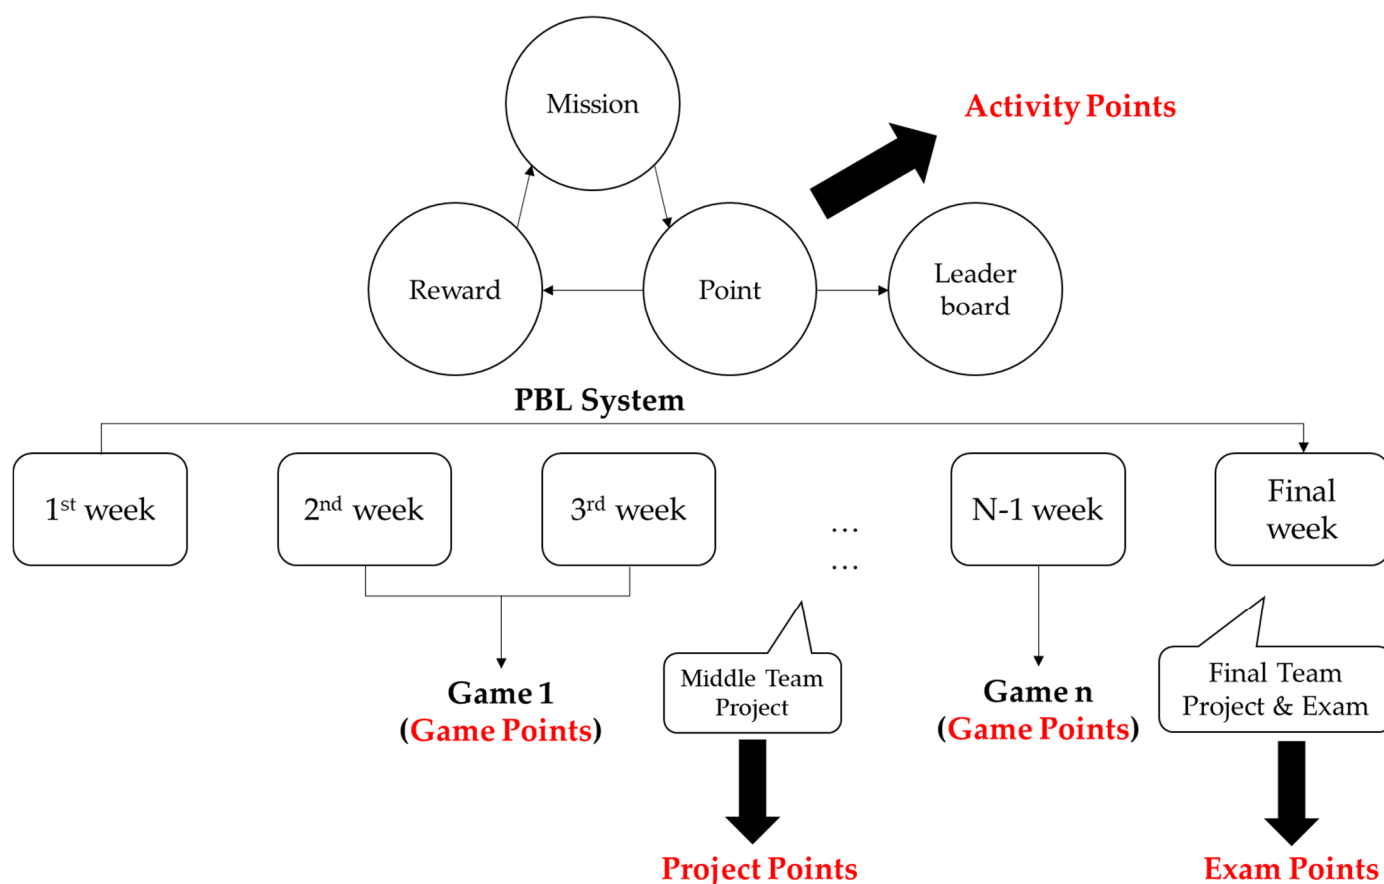 Mission
Activity Points
Reward
Point
Leader
board
PBL System
1st week
2nd week
3rd week
...
...
N-1 week
Final
week
Game 1
(Game Points)
Middle Team
Project
Game n
(Game Points)
Final Team
Project & Exam
Project Points
Exam Points